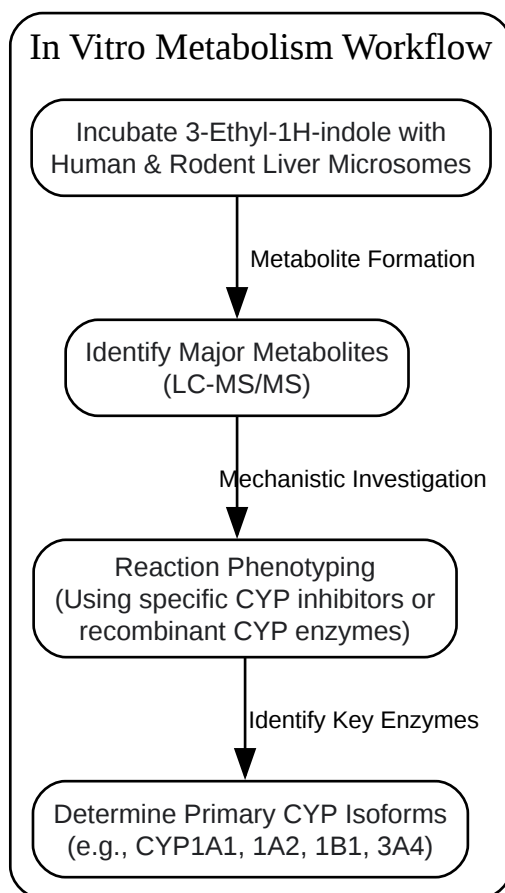 In Vitro Metabolism Workflow
Incubate 3-Ethyl-1H-indole with
Human & Rodent Liver Microsomes
Metabolite Formation
Identify Major Metabolites
(LC-MS/MS)
Mechanistic Investigation
Reaction Phenotyping
(Using specific CYP inhibitors or
recombinant CYP enzymes)
Identify Key Enzymes
Determine Primary CYP Isoforms
(e.g., CYP1A1, 1A2, 1B1, 3A4)